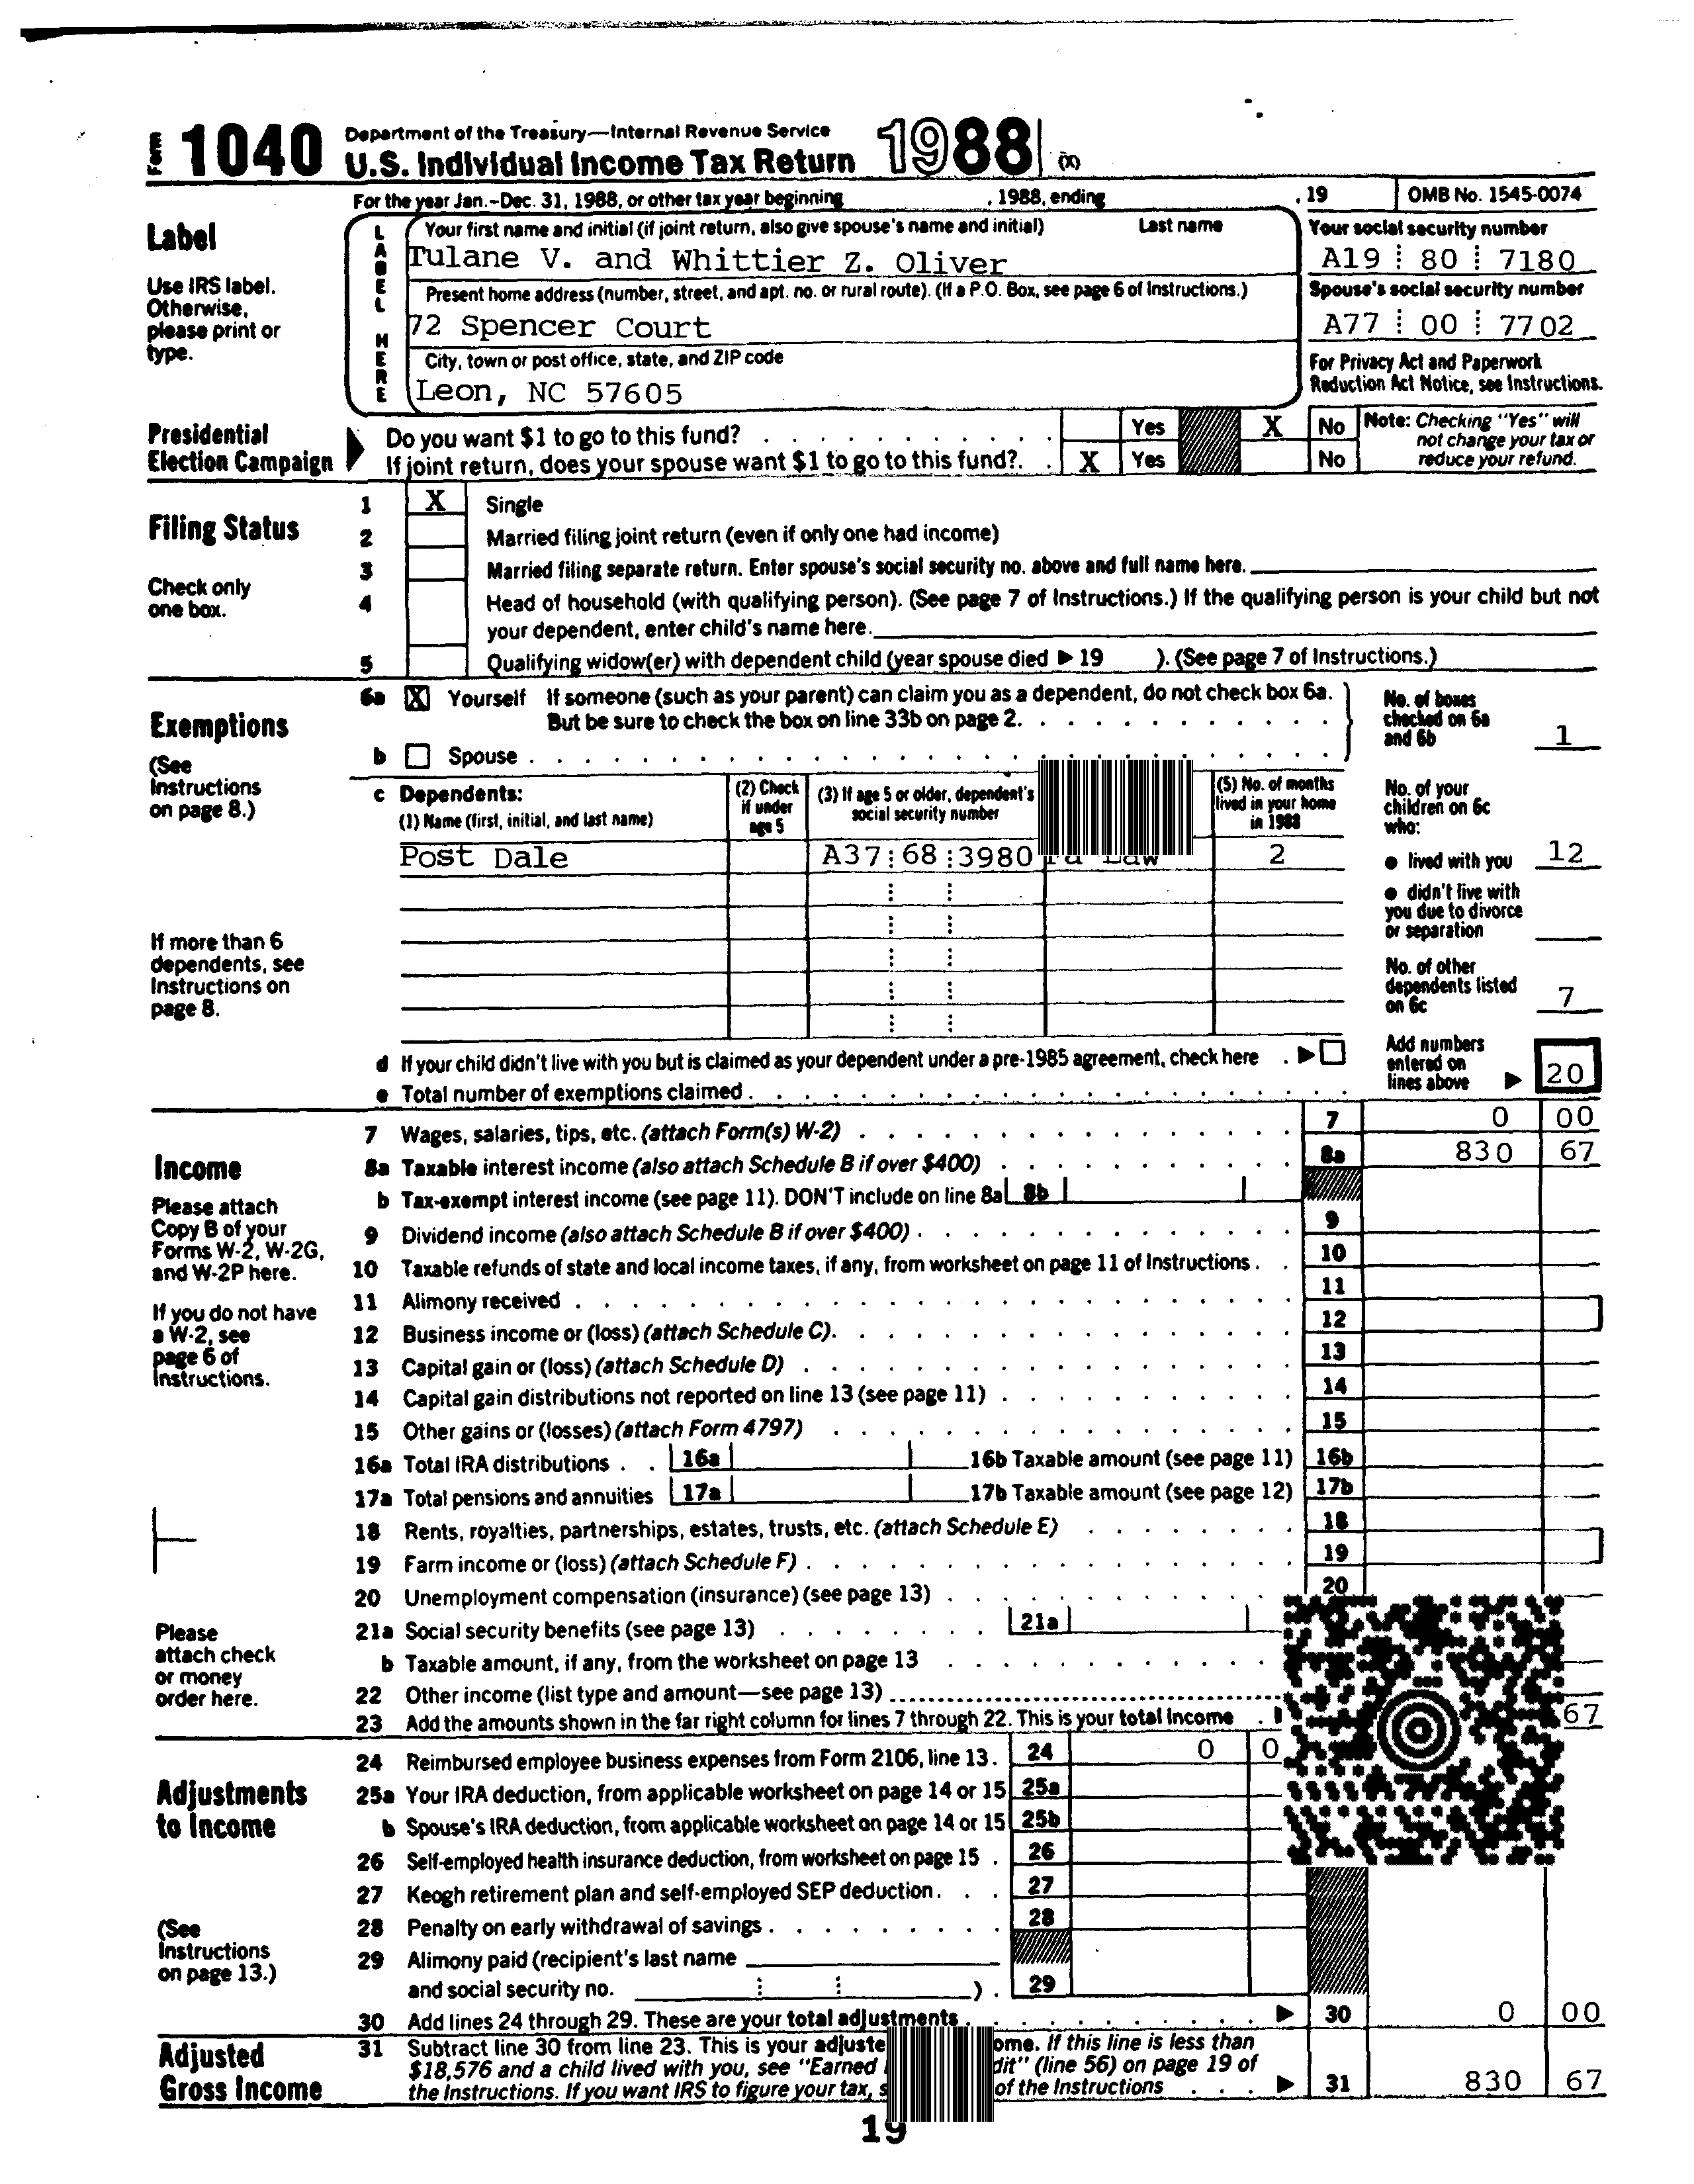 Form 1040 Department of the Treasury—Internal Revenue Service
U.S. Individual Income Tax Return 1988 (X)
For the year Jan.-Dec. 31, 1988, or other tax year beginning , 1988, ending , 19 OMB No. 1545-0074
Label
Use IRS label.
Otherwise,
please print or
type.
LABEL HERE
Your first name and initial (if joint return, also give spouse's name and initial) Last name
Tulane V. and Whittier Z. Oliver
Your social security number
A19 80 7180
Present home address (number, street, and apt. no. or rural route). (If a P.O. Box, see page 6 of Instructions.)
72 Spencer Court
Spouse's social security number
A77 00 7702
City, town or post office, state, and ZIP code
Leon, NC 57605
For Privacy Act and Paperwork
Reduction Act Notice, see Instructions.
Presidential
Election Campaign
Do you want $1 to go to this fund? Yes X No
If joint return, does your spouse want $1 to go to this fund?. X Yes No
Note: Checking "Yes" will
not change your tax or
reduce your refund.
Filing Status
Check only
one box.
1 X Single
2 Married filing joint return (even if only one had income)
3 Married filing separate return. Enter spouse's social security no. above and full name here.
4 Head of household (with qualifying person). (See page 7 of Instructions.) If the qualifying person is your child but not
your dependent, enter child's name here.
5 Qualifying widow(er) with dependent child (year spouse died ▶ 19 ). (See page 7 of Instructions.)
Exemptions
(See
Instructions
on page 8.)
6a X Yourself If someone (such as your parent) can claim you as a dependent, do not check box 6a.
But be sure to check the box on line 33b on page 2.
b Spouse
No. of boxes
checked on 6a
and 6b 1
c Dependents:
(1) Name (first, initial, and last name)
(2) Check
if under
age 5
(3) If age 5 or older, dependent's
social security number
(5) No. of months
lived in your home
in 1988
Post Dale A37 68 3980 Law 2
No. of your
children on 6c
who:
● lived with you 12
● didn't live with
you due to divorce
or separation
No. of other
dependents listed
on 6c 7
If more than 6
dependents, see
Instructions on
page 8.
d If your child didn't live with you but is claimed as your dependent under a pre-1985 agreement, check here . ▶
e Total number of exemptions claimed
Add numbers
entered on
lines above ▶ 20
Income
Please attach
Copy B of your
Forms W-2, W-2G,
and W-2P here.
If you do not have
a W-2, see
page 6 of
Instructions.
Please
attach check
or money
order here.
7 Wages, salaries, tips, etc. (attach Form(s) W-2) 7 0 00
8a Taxable interest income (also attach Schedule B if over $400) 8a 830 67
b Tax-exempt interest income (see page 11). DON'T include on line 8a 8b
9 Dividend income (also attach Schedule B if over $400) 9
10 Taxable refunds of state and local income taxes, if any, from worksheet on page 11 of Instructions 10
11 Alimony received 11
12 Business income or (loss) (attach Schedule C). 12
13 Capital gain or (loss) (attach Schedule D) 13
14 Capital gain distributions not reported on line 13 (see page 11) 14
15 Other gains or (losses) (attach Form 4797) 15
16a Total IRA distributions 16a 16b Taxable amount (see page 11) 16b
17a Total pensions and annuities 17a 17b Taxable amount (see page 12) 17b
18 Rents, royalties, partnerships, estates, trusts, etc. (attach Schedule E) 18
19 Farm income or (loss) (attach Schedule F) 19
20 Unemployment compensation (insurance) (see page 13) 20
21a Social security benefits (see page 13) 21a
b Taxable amount, if any, from the worksheet on page 13
22 Other income (list type and amount—see page 13)
23 Add the amounts shown in the far right column for lines 7 through 22. This is your total income 67
Adjustments
to Income
(See
Instructions
on page 13.)
24 Reimbursed employee business expenses from Form 2106, line 13. 24 0 0
25a Your IRA deduction, from applicable worksheet on page 14 or 15 25a
b Spouse's IRA deduction, from applicable worksheet on page 14 or 15 25b
26 Self-employed health insurance deduction, from worksheet on page 15 26
27 Keogh retirement plan and self-employed SEP deduction. 27
28 Penalty on early withdrawal of savings 28
29 Alimony paid (recipient's last name
and social security no. ). 29
30 Add lines 24 through 29. These are your total adjustments ▶ 30 0 00
Adjusted
Gross Income
31 Subtract line 30 from line 23. This is your If this line is less than
$18,576 and a child lived with you, see "Earned (line 56) on page 19 of
the Instructions. If you want IRS to figure your tax, of the Instructions ▶ 31 830 67
19